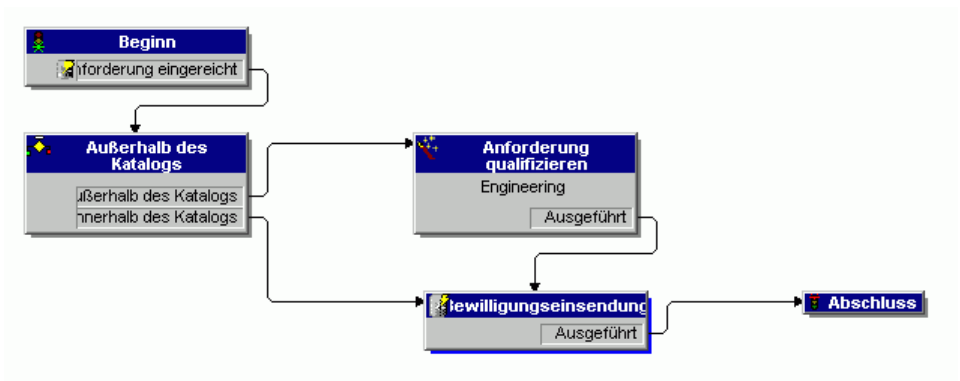 Beginn
nforderung eingereicht
Außerhalb des
Katalogs
ußerhalb des Katalogs
nnerhalb des Katalogs
Anforderung
qualifizieren
Engineering
Ausgeführt
ewilligungseinsendung
Ausgeführt
Abschluss